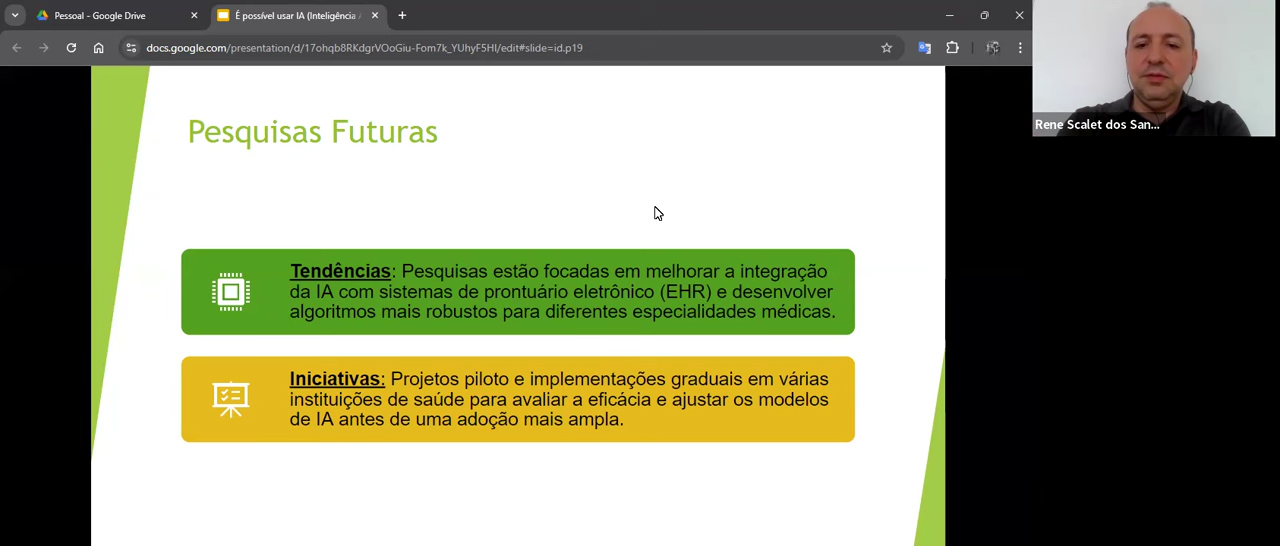 Pessoal - Google Drive
É possível usar IA (Inteligência
docs.google.com/presentation/d/17ohqb8RKdgrVOoGiu-Fom7k_YUhyF5HI/edit#slide=id.p19
Rene Scalet dos San...
Pesquisas Futuras
Tendências: Pesquisas estão focadas em melhorar a integração
da IA com sistemas de prontuário eletrônico (EHR) e desenvolver
algoritmos mais robustos para diferentes especialidades médicas.
Iniciativas: Projetos piloto e implementações graduais em várias
instituições de saúde para avaliar a eficácia e ajustar os modelos
de IA antes de uma adoção mais ampla.